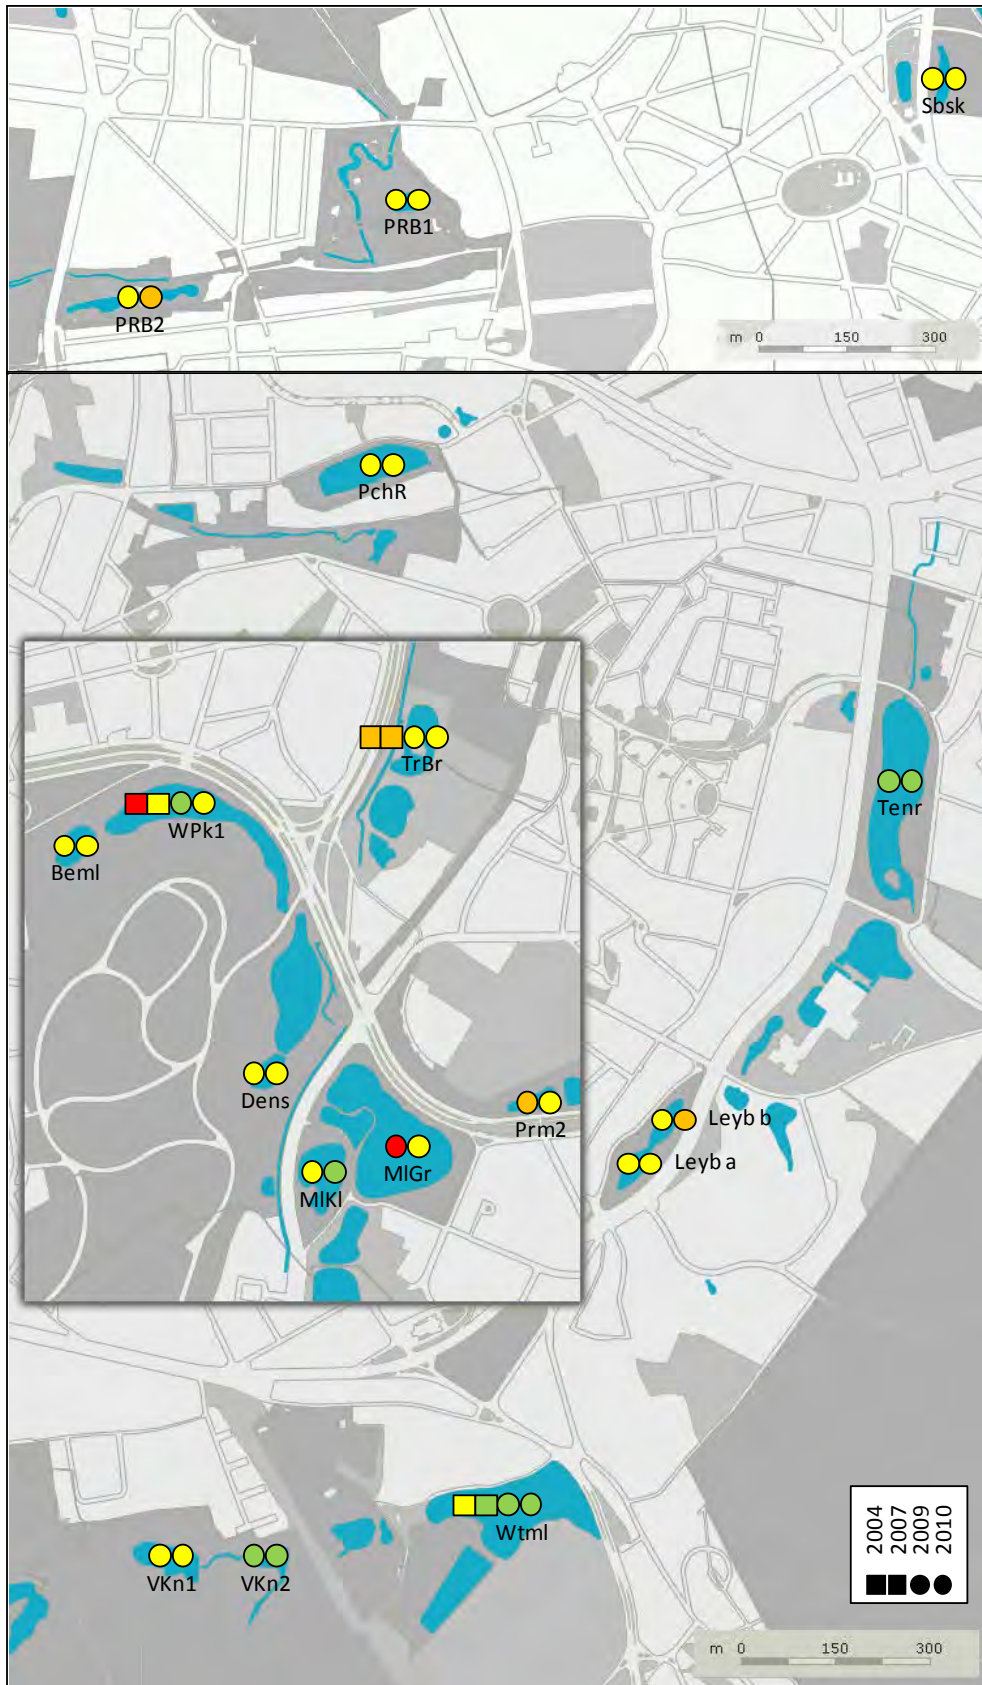 Sbsk
PRB1
PRB2
m 0 150 300
PchR
TrBr
WPk1
Beml
Tenr
Dens
Prm2
MlGr
MlKl
Leyb b
Leyb a
Wtml
VKn1
VKn2
2004
2007
2009
2010
m 0 150 300